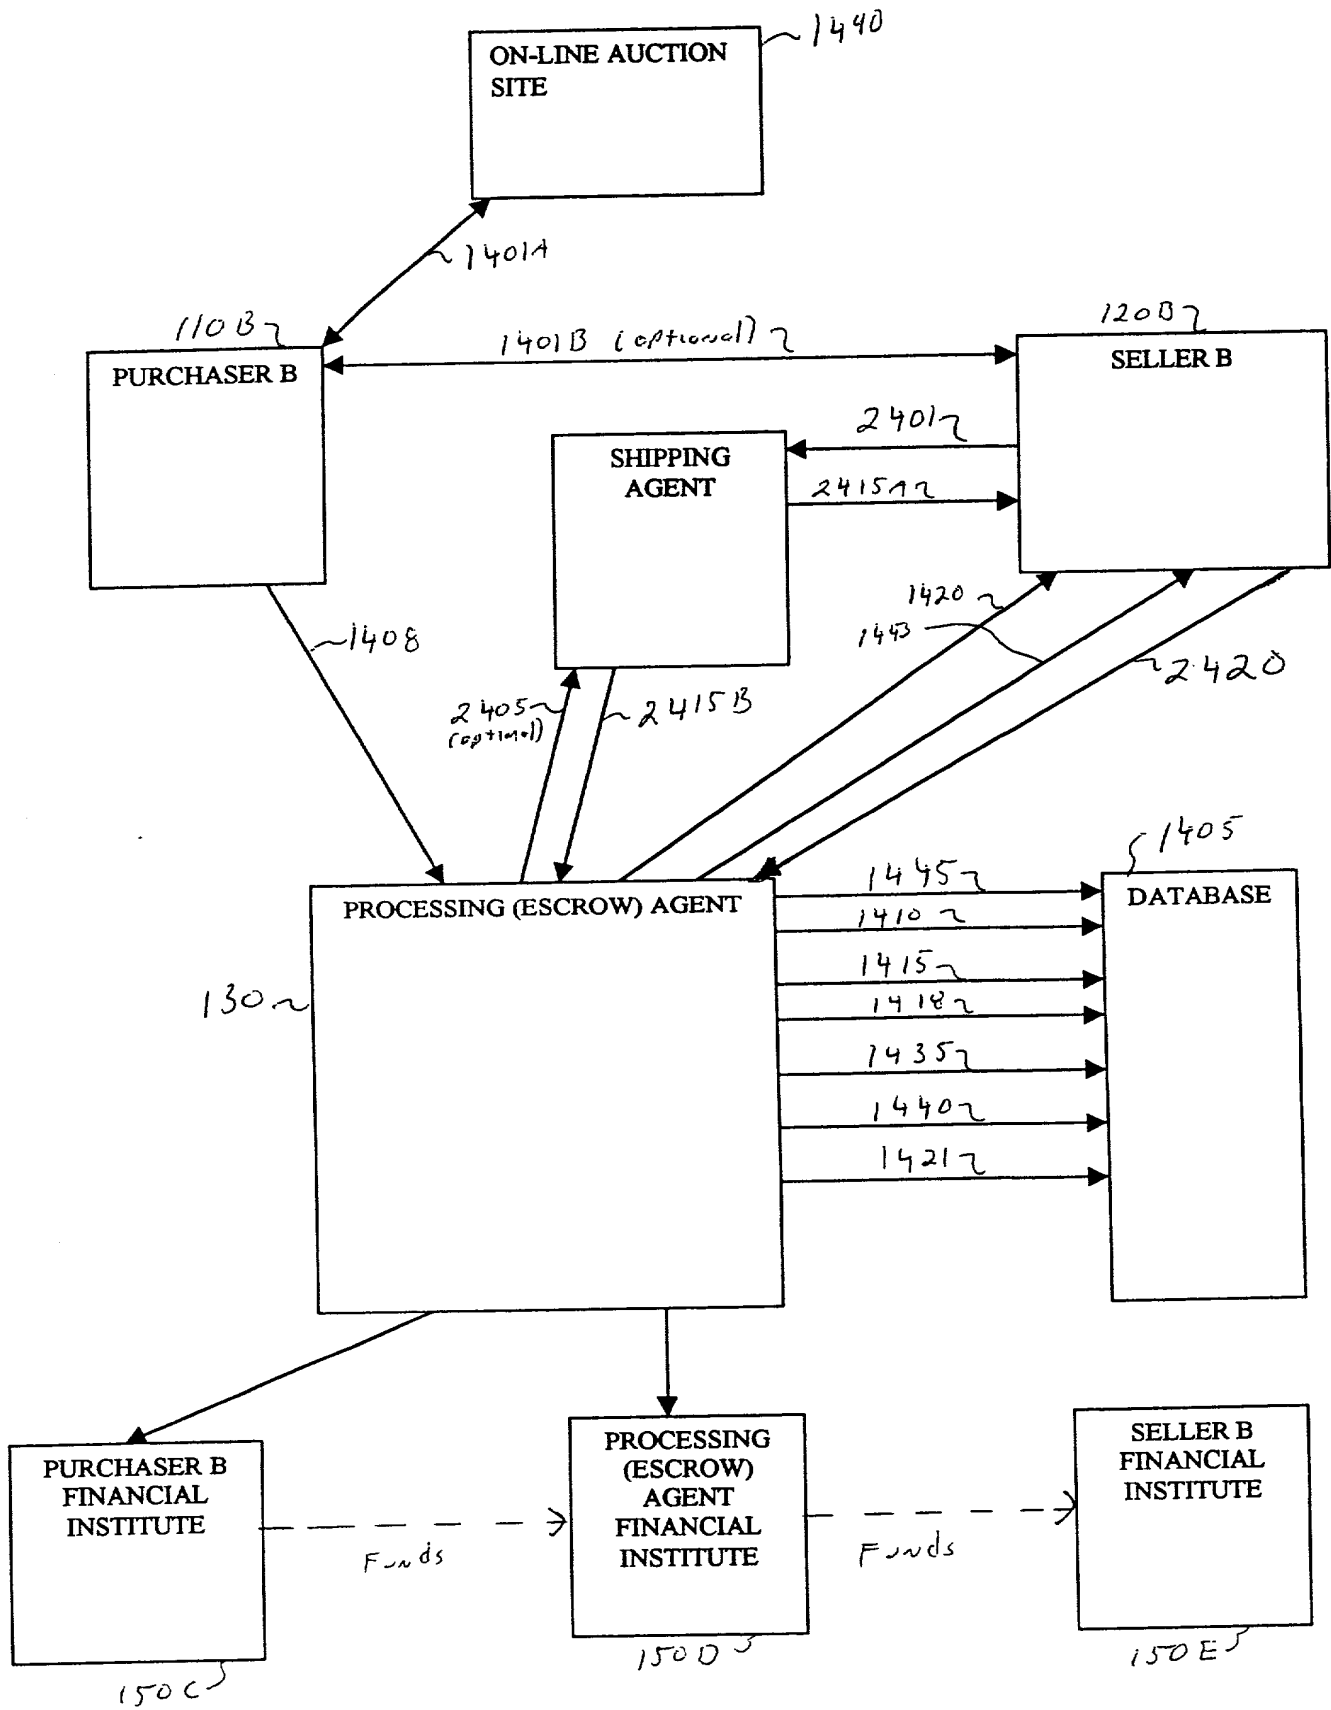 1440
ON-LINE AUCTION
SITE
1401A
110B
1401B (optional)
120B
PURCHASER B
SELLER B
2401
SHIPPING
AGENT
2415A
1420
1443
1408
2420
2405
(optional)
2415B
1405
PROCESSING (ESCROW) AGENT
1445
DATABASE
1410
1415
130
1418
1435
1440
1421
PURCHASER B
FINANCIAL
INSTITUTE
PROCESSING
(ESCROW)
AGENT
FINANCIAL
INSTITUTE
SELLER B
FINANCIAL
INSTITUTE
Funds
Funds
150C
150D
150E